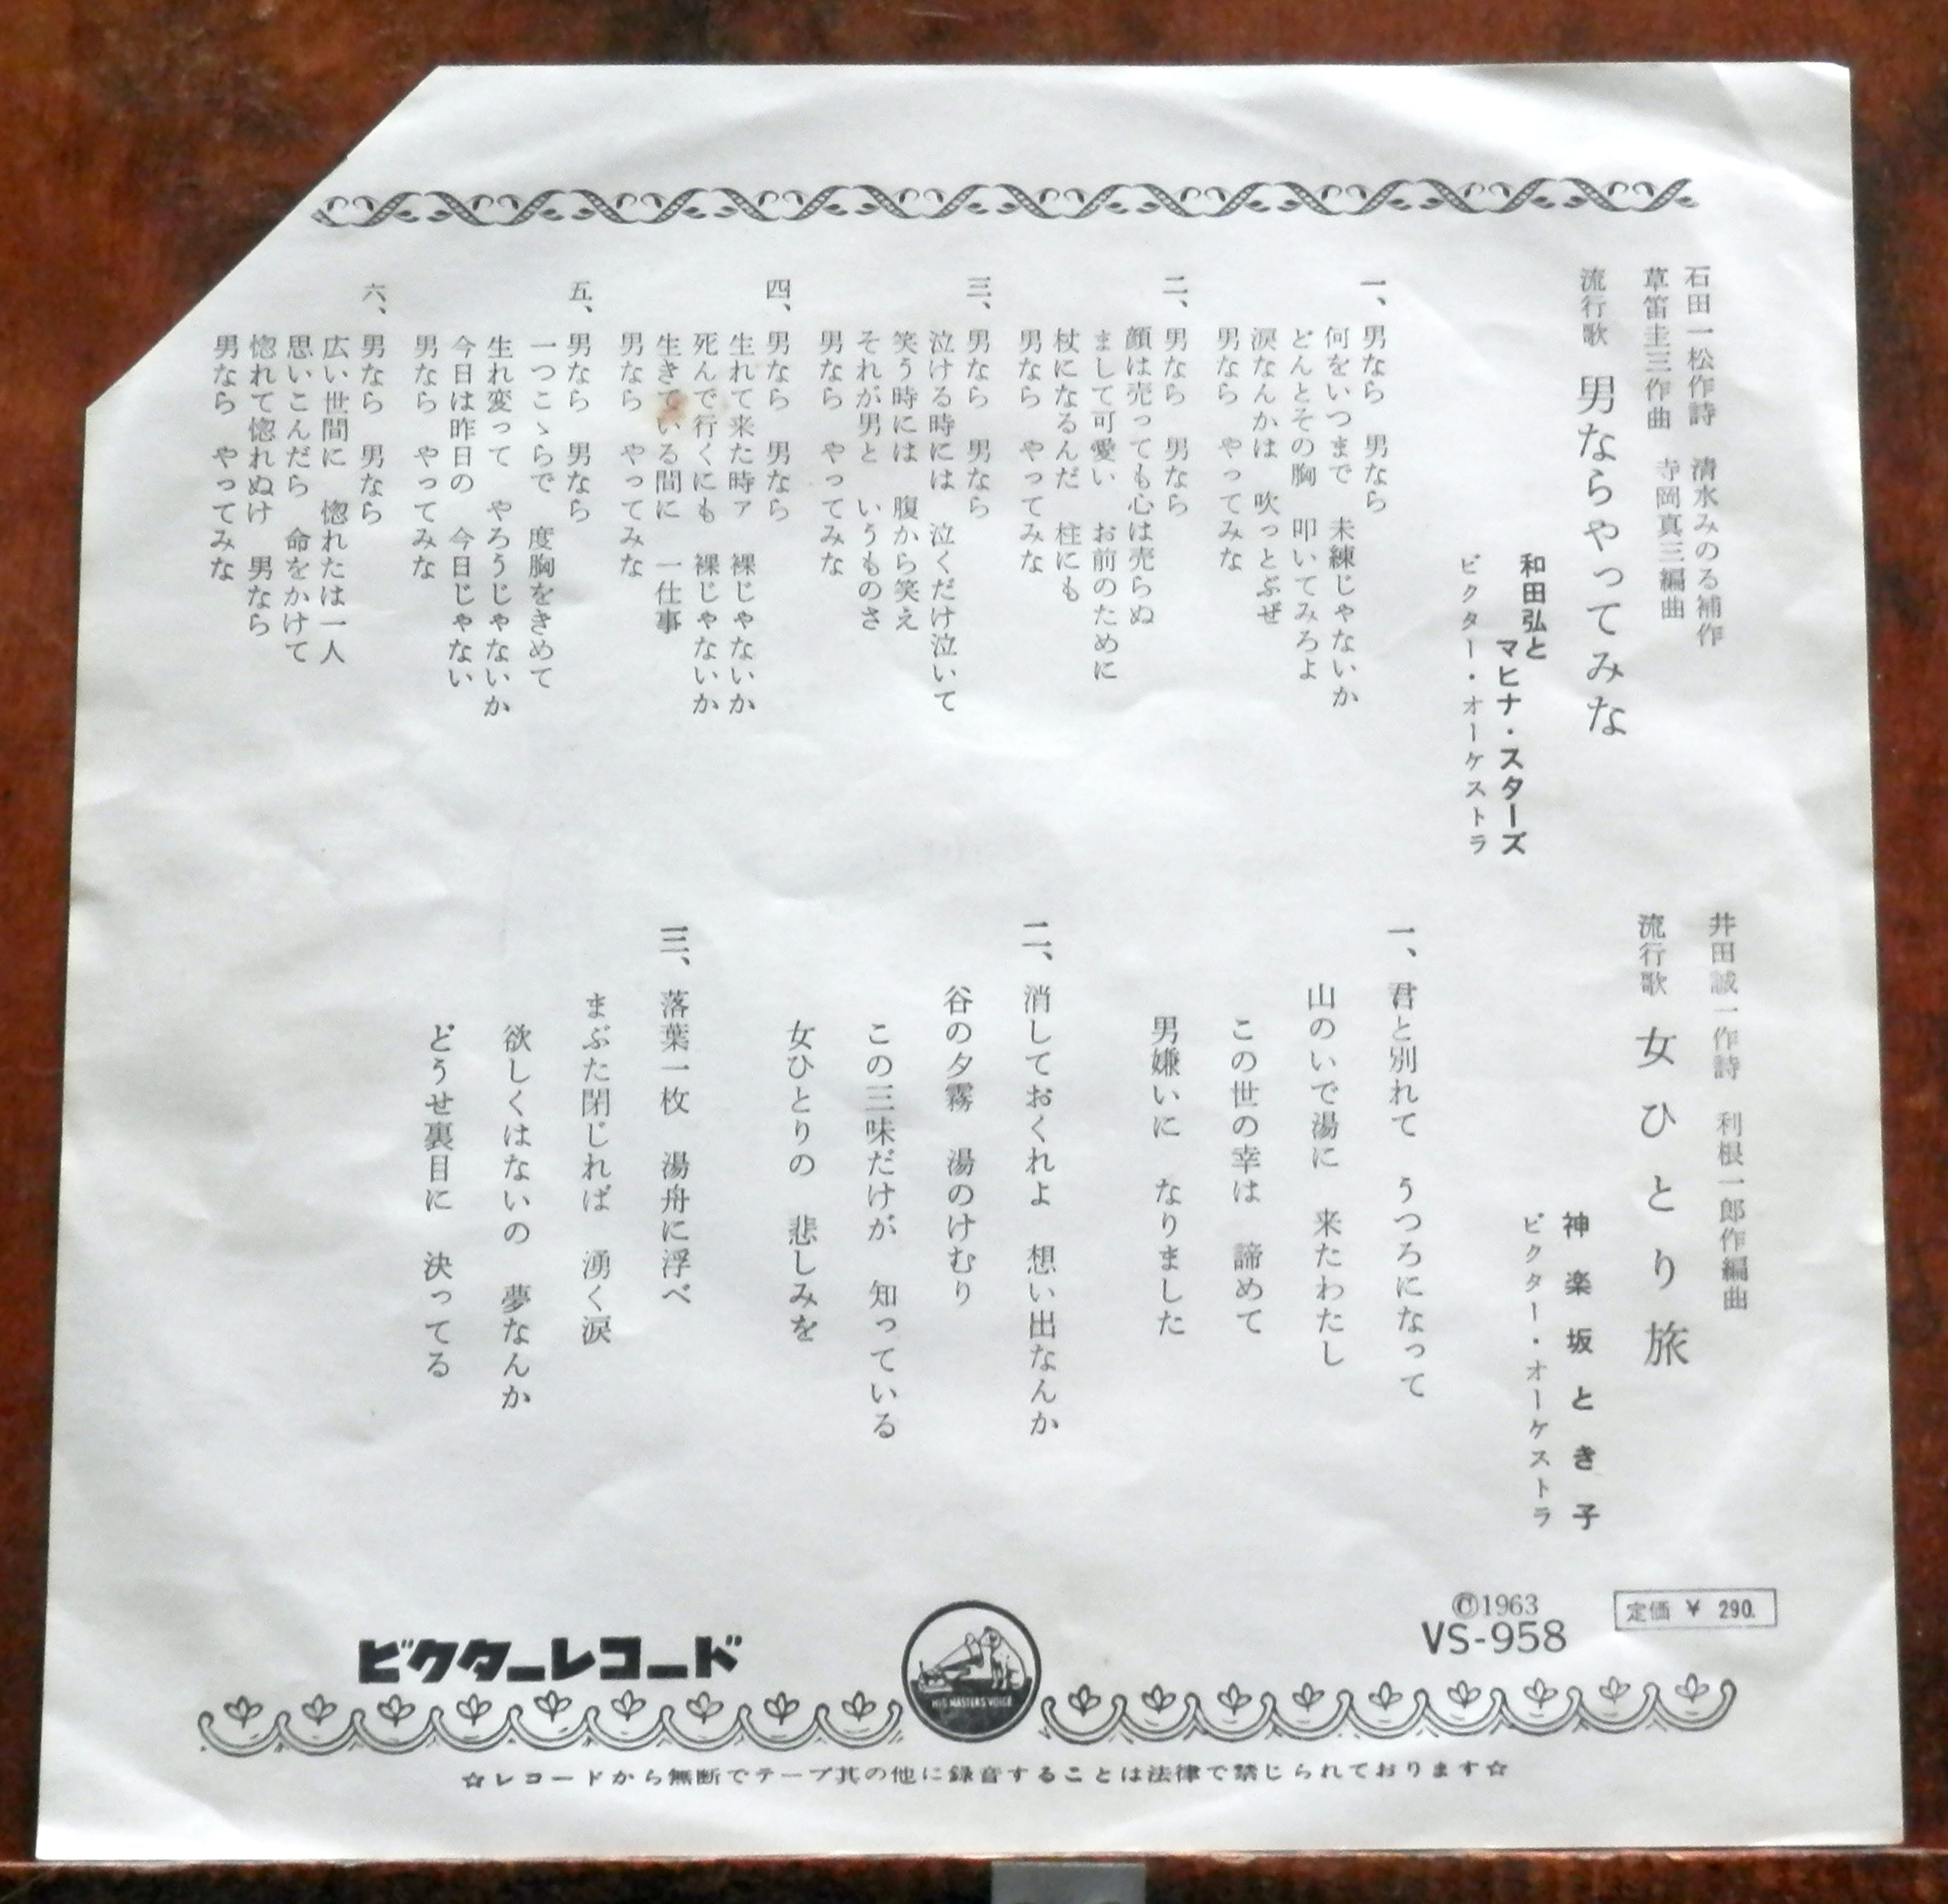 石田一松作詩　清水みのる補作
草笛圭三作曲　寺岡真三編曲
流行歌　男ならやってみな
和田弘と
マヒナ・スターズ
ビクター・オーケストラ
一、男なら　男なら
何をいつまで　未練じゃないか
どんとその胸　叩いてみろよ
涙なんかは　吹っとぶぜ
男なら　やってみな
二、男なら　男なら
顔は売っても心は売らぬ
まして可愛い　お前のために
杖になるんだ　柱にも
男なら　やってみな
三、男なら　男なら
泣ける時には　泣くだけ泣いて
笑う時には　腹から笑え
それが男と　いうものさ
男なら　やってみな
四、男なら　男なら
生れて来た時ァ　裸じゃないか
死んで行くにも　裸じゃないか
生きている間に　一仕事
男なら　やってみな
五、男なら　男なら
一つこゝらで　度胸をきめて
生れ変って　やろうじゃないか
今日は昨日の　今日じゃない
男なら　やってみな
六、男なら　男なら
広い世間に　惚れたは一人
思いこんだら　命をかけて
惚れて惚れぬけ　男なら
男なら　やってみな
井田誠一作詩　利根一郎作編曲
流行歌　女ひとり旅
神楽坂とき子
ビクター・オーケストラ
一、君と別れて　うつろになって
山のいで湯に　来たわたし
この世の幸は　諦めて
男嫌いに　なりました
二、消しておくれよ　想い出なんか
谷の夕霧　湯のけむり
この三味だけが　知っている
女ひとりの　悲しみを
三、落葉一枚　湯舟に浮べ
まぶた閉じれば　湧く涙
欲しくはないの　夢なんか
どうせ裏目に　決ってる
©1963
VS-958
定価 ¥ 290.
ビクターレコード
HIS MASTER'S VOICE
☆レコードから無断でテープ其の他に録音することは法律で禁じられております☆